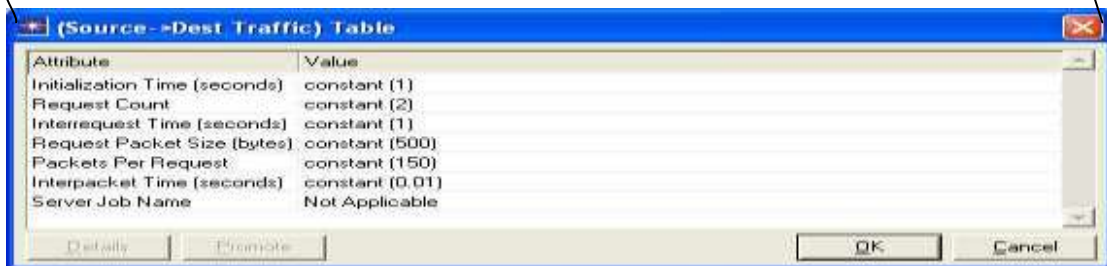 (Source->Dest Traffic) Table
Attribute Value
Initialization Time (seconds) constant (1)
Request Count constant (2)
Interrequest Time (seconds) constant (1)
Request Packet Size (bytes) constant (500)
Packets Per Request constant (150)
Interpacket Time (seconds) constant (0.01)
Server Job Name Not Applicable
Details Promote OK Cancel